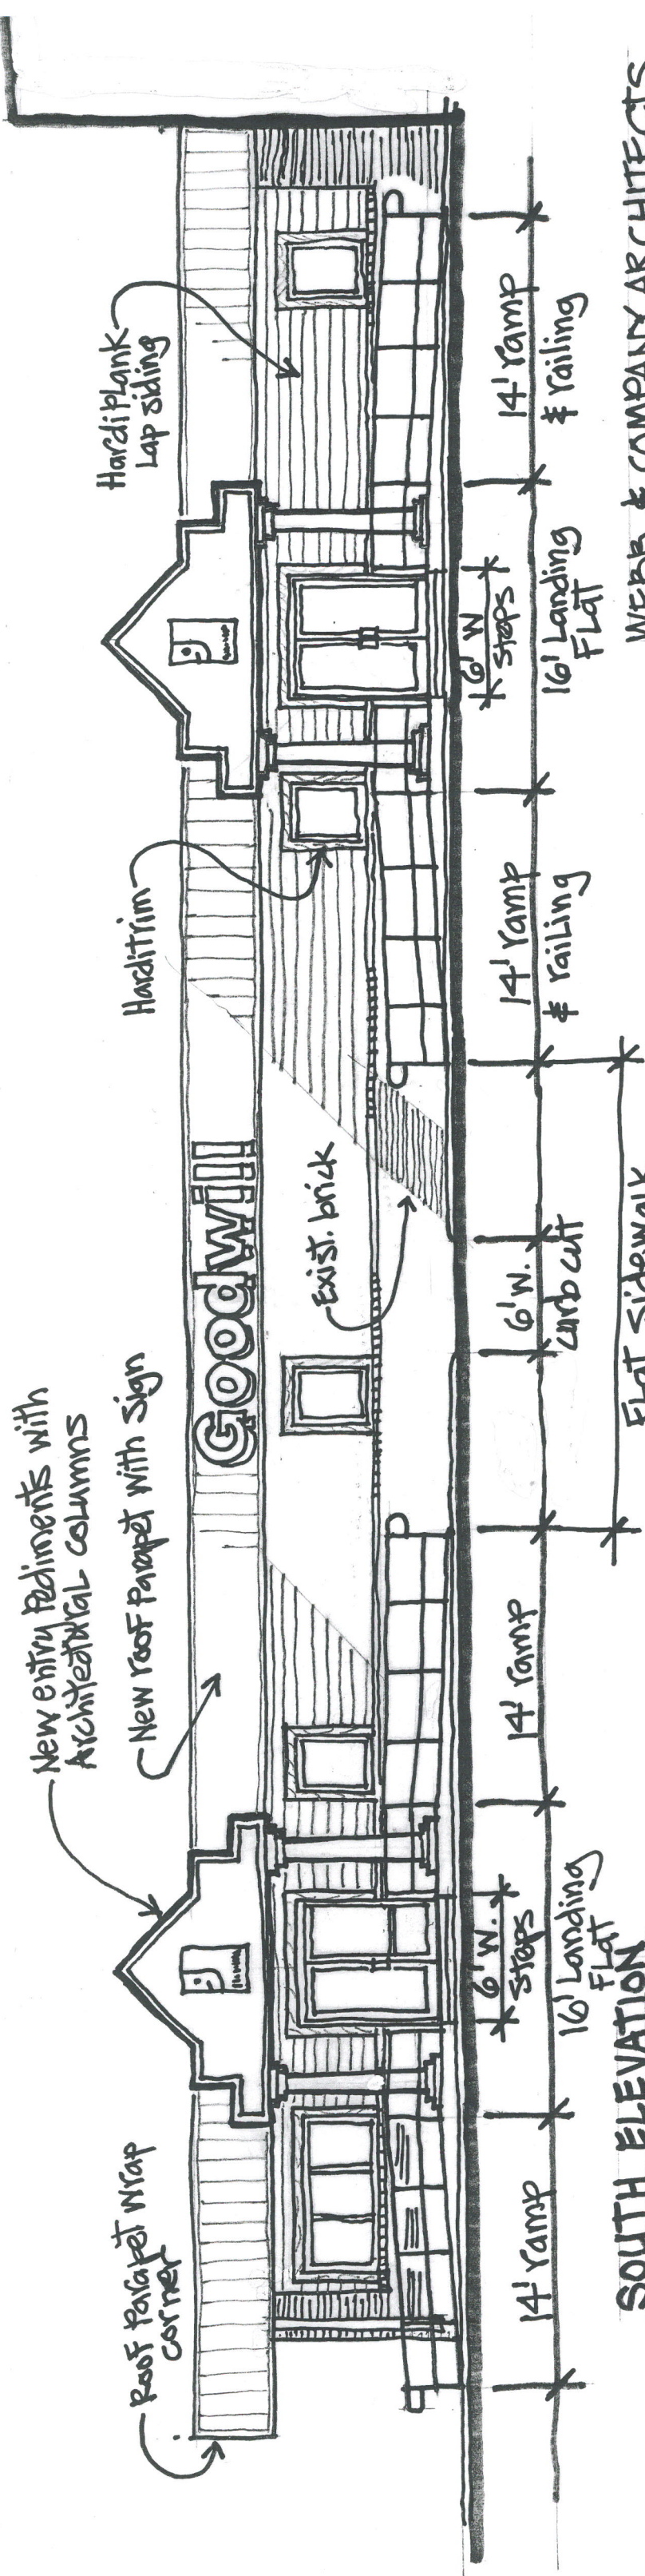 New entry Pediments with
Architectural columns
Roof Parapet wrap
corner
New roof Parapet with Sign
Harditrim
Hardiplank
Lap siding
Goodwill
Exist. brick
6' W.
Steps
6' W
Steps
14' ramp
16' Landing
FLat
14' ramp
6' W.
curb cut
14' ramp
& railing
16' Landing
FLat
14' ramp
& railing
SOUTH ELEVATION
FLat Sidewalk
WEBB & COMPANY ARCHITECTS